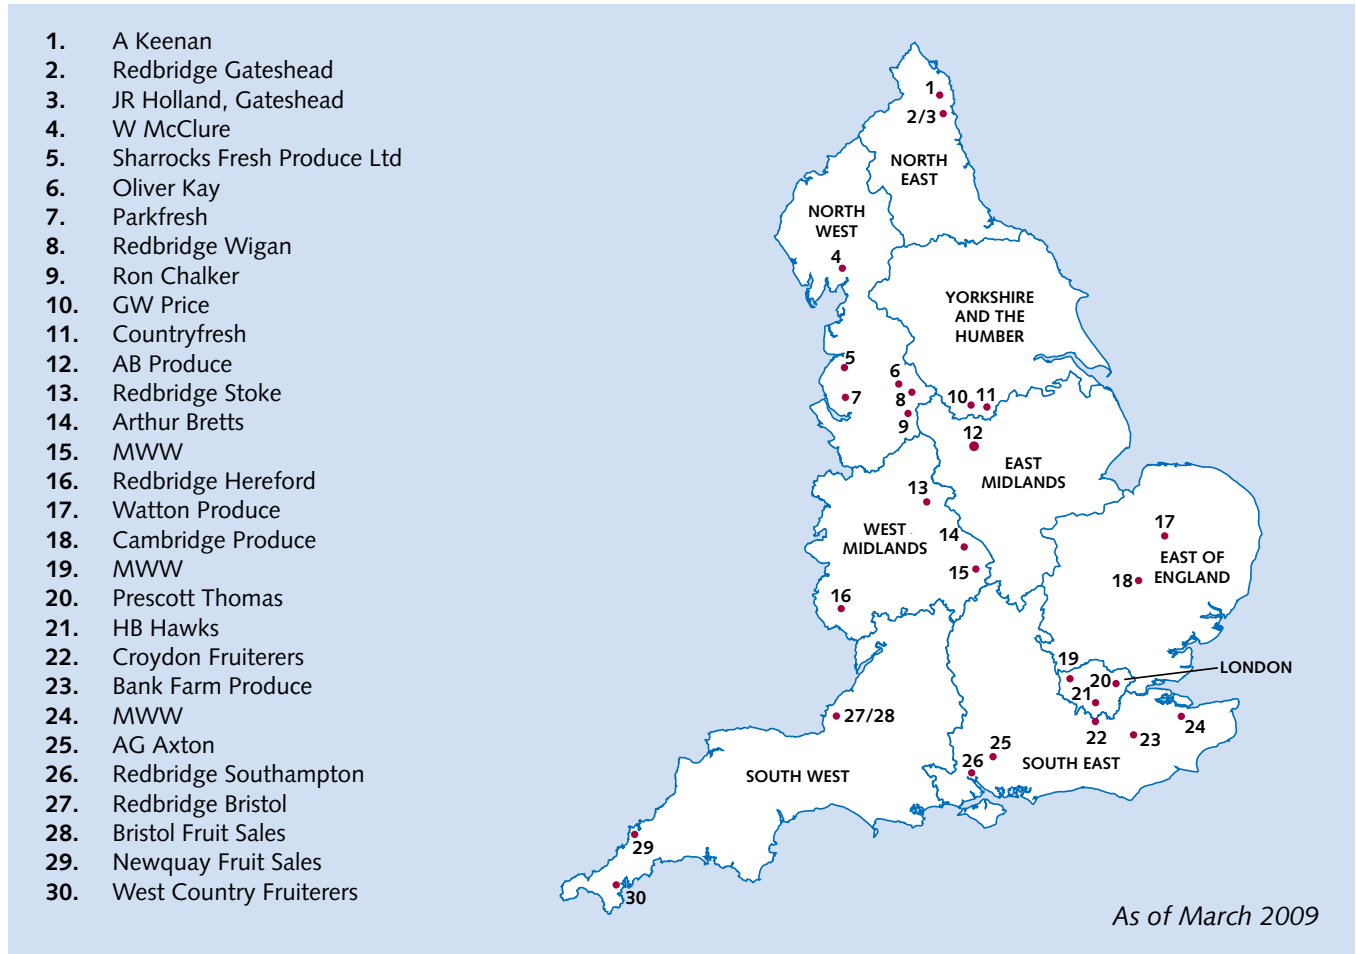 1. A Keenan
2. Redbridge Gateshead
3. JR Holland, Gateshead
4. W McClure
5. Sharrocks Fresh Produce Ltd
6. Oliver Kay
7. Parkfresh
8. Redbridge Wigan
9. Ron Chalker
10. GW Price
11. Countryfresh
12. AB Produce
13. Redbridge Stoke
14. Arthur Bretts
15. MWW
16. Redbridge Hereford
17. Watton Produce
18. Cambridge Produce
19. MWW
20. Prescott Thomas
21. HB Hawks
22. Croydon Fruiterers
23. Bank Farm Produce
24. MWW
25. AG Axton
26. Redbridge Southampton
27. Redbridge Bristol
28. Bristol Fruit Sales
29. Newquay Fruit Sales
30. West Country Fruiterers
1
2/3
NORTH
EAST
NORTH
WEST
4
YORKSHIRE
AND THE
HUMBER
5
6
7
8
9
10
11
12
EAST
MIDLANDS
13
WEST
MIDLANDS
14
15
16
17
EAST OF
ENGLAND
18
19
20
LONDON
21
22
23
24
27/28
25
26
SOUTH EAST
SOUTH WEST
29
30
As of March 2009